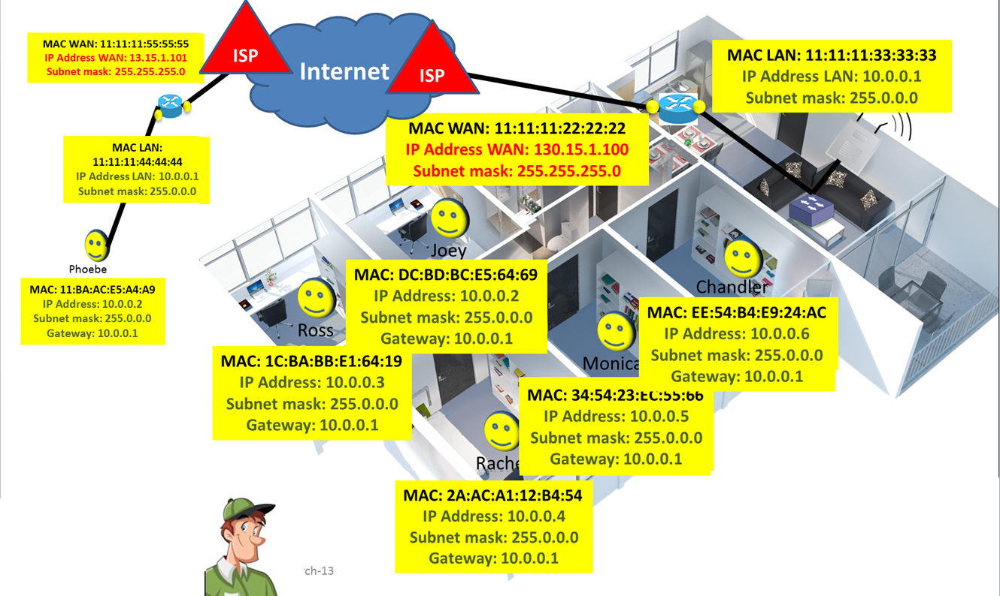 MAC WAN: 11:11:11:55:55:55
IP Address WAN: 13.15.1.101
Subnet mask: 255.255.255.0
ISP
Internet
ISP
MAC LAN: 11:11:11:33:33:33
IP Address LAN: 10.0.0.1
Subnet mask: 255.0.0.0
MAC WAN: 11:11:11:22:22:22
IP Address WAN: 130.15.1.100
Subnet mask: 255.255.255.0
MAC LAN:
11:11:11:44:44:44
IP Address LAN: 10.0.0.1
Subnet mask: 255.0.0.0
Phoebe
MAC: 11:BA:AC:E5:A4:A9
IP Address: 10.0.0.2
Subnet mask: 255.0.0.0
Gateway: 10.0.0.1
Joey
MAC: DC:BD:BC:E5:64:69
IP Address: 10.0.0.2
Subnet mask: 255.0.0.0
Gateway: 10.0.0.1
Chandler
MAC: EE:54:B4:E9:24:AC
IP Address: 10.0.0.6
Subnet mask: 255.0.0.0
Gateway: 10.0.0.1
Ross
MAC: 1C:BA:BB:E1:64:19
IP Address: 10.0.0.3
Subnet mask: 255.0.0.0
Gateway: 10.0.0.1
Monica
MAC: 34:54:23:EC:55:66
IP Address: 10.0.0.5
Subnet mask: 255.0.0.0
Gateway: 10.0.0.1
Rache
MAC: 2A:AC:A1:12:B4:54
IP Address: 10.0.0.4
Subnet mask: 255.0.0.0
Gateway: 10.0.0.1
rch-13